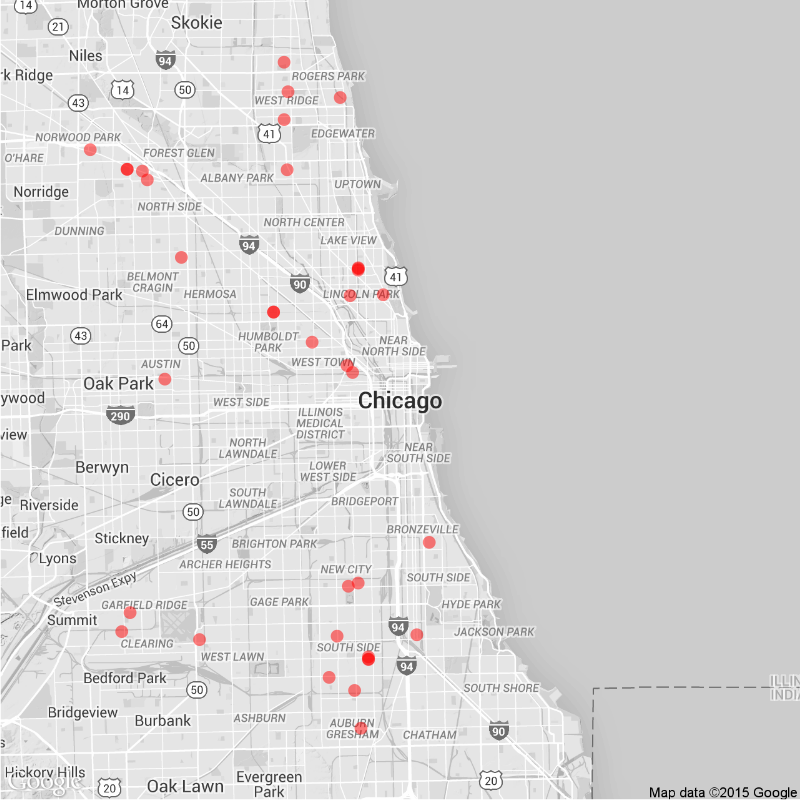 14
Morton Grove
21
Skokie
Niles
94
rk Ridge
ROGERS PARK
14
50
43
WEST RIDGE
41
EDGEWATER
NORWOOD PARK
O'HARE
FOREST GLEN
ALBANY PARK
UPTOWN
Norridge
NORTH SIDE
NORTH CENTER
DUNNING
94
LAKE VIEW
BELMONT
CRAGIN
90
41
Elmwood Park
HERMOSA
LINCOLN PARK
64
43
50
HUMBOLDT
PARK
NEAR
NORTH SIDE
Park
AUSTIN
WEST TOWN
Oak Park
ywood
WEST SIDE
Chicago
290
ILLINOIS
MEDICAL
DISTRICT
view
NORTH
LAWNDALE
NEAR
SOUTH SIDE
Berwyn
LOWER
WEST SIDE
Cicero
SOUTH
LAWNDALE
ge
Riverside
50
BRIDGEPORT
field
Stickney
55
BRIGHTON PARK
BRONZEVILLE
Lyons
ARCHER HEIGHTS
NEW CITY
Stevenson Expy
SOUTH SIDE
GARFIELD RIDGE
GAGE PARK
HYDE PARK
Summit
94
JACKSON PARK
CLEARING
SOUTH SIDE
WEST LAWN
94
Bedford Park
50
SOUTH SHORE
ILLIN
INDIA
Bridgeview
Burbank
ASHBURN
AUBURN
GRESHAM
CHATHAM
90
s
Hickory Hills
Google
20
Oak Lawn
Evergreen
Park
20
Map data ©2015 Google